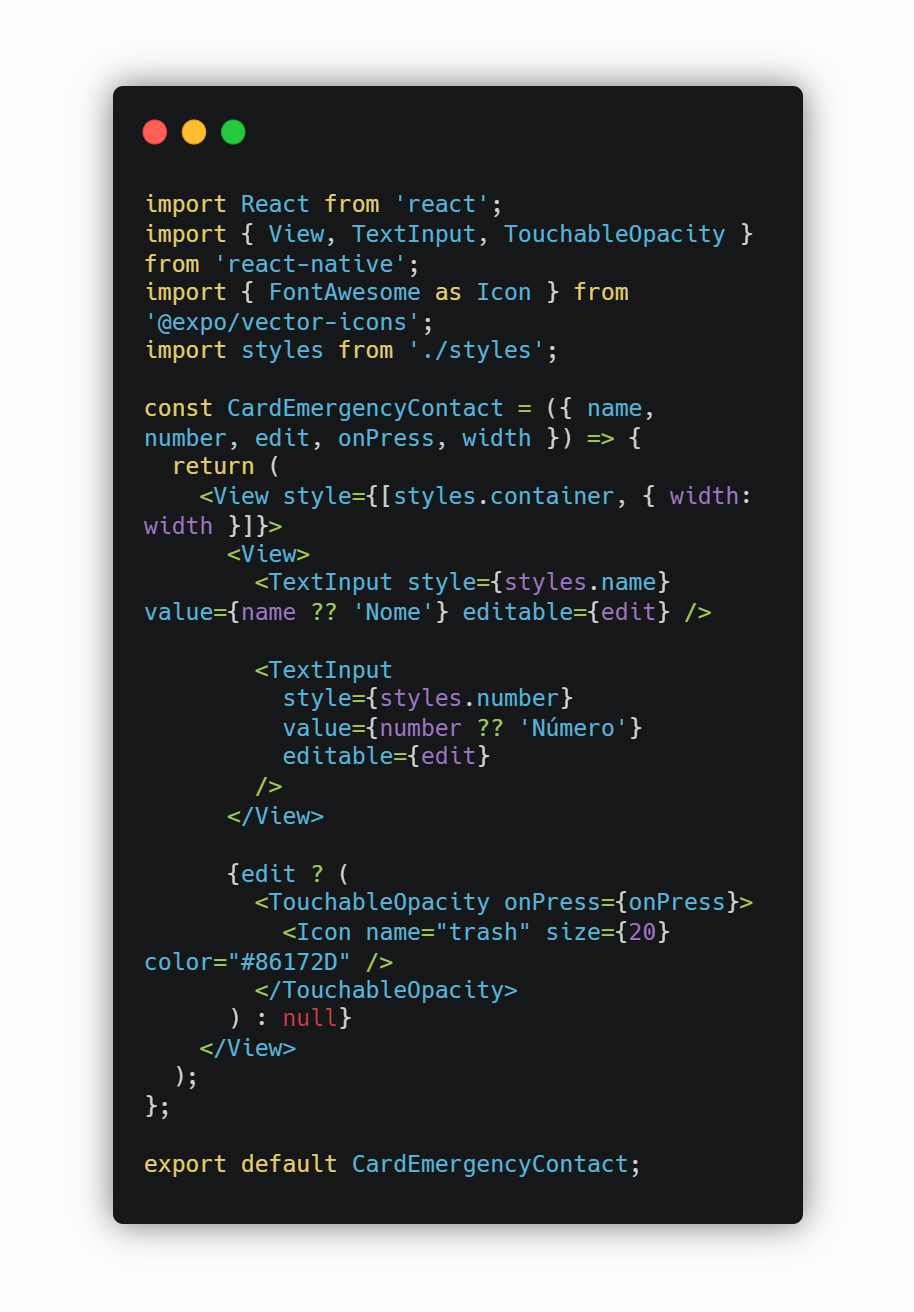 import React from 'react';
import { View, TextInput, TouchableOpacity }
from 'react-native';
import { FontAwesome as Icon } from
'@expo/vector-icons';
import styles from './styles';

const CardEmergencyContact = ({ name,
number, edit, onPress, width }) => {
  return (
    <View style={[styles.container, { width:
width }]}>
      <View>
        <TextInput style={styles.name}
value={name ?? 'Nome'} editable={edit} />

        <TextInput
          style={styles.number}
          value={number ?? 'Número'}
          editable={edit}
        />
      </View>

      {edit ? (
        <TouchableOpacity onPress={onPress}>
          <Icon name="trash" size={20}
color="#86172D" />
        </TouchableOpacity>
      ) : null}
    </View>
  );
};

export default CardEmergencyContact;